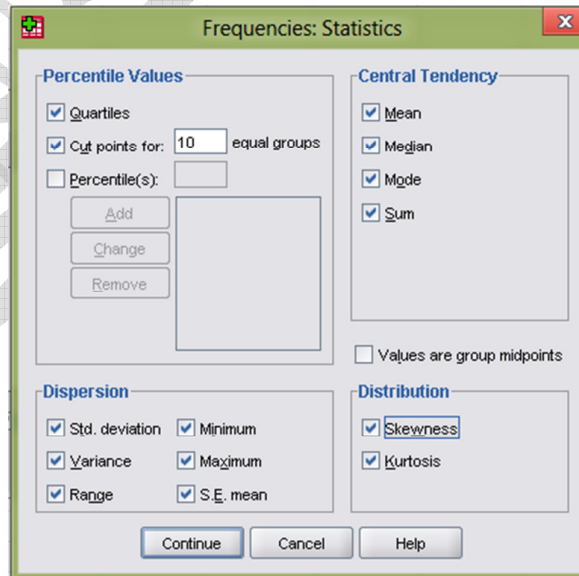 Frequencies: Statistics
x
Percentile Values
Quartiles
Cut points for: 10 equal groups
Percentile(s):
Add
Change
Remove
Central Tendency
Mean
Median
Mode
Sum
Values are group midpoints
Dispersion
Std. deviation
Minimum
Variance
Maximum
Range
S.E. mean
Distribution
Skewness
Kurtosis
Continue
Cancel
Help